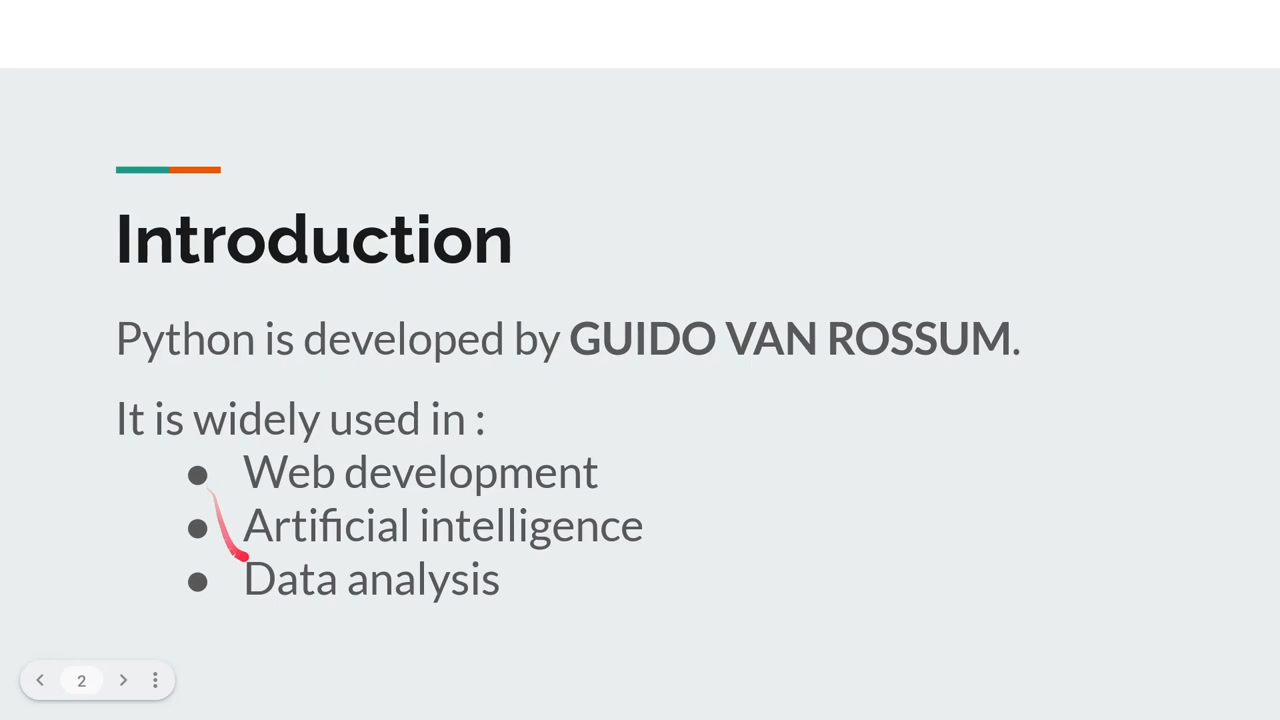 Introduction
Python is developed by GUIDO VAN ROSSUM.
It is widely used in :
● Web development
● Artificial intelligence
● Data analysis
2